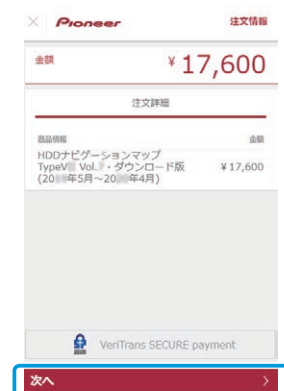 × Pioneer 注文情報
金額 ¥ 17,600
注文詳細
商品情報 金額
HDDナビゲーションマップ
TypeV Vol. ・ダウンロード版 ¥17,600
(20 年5月～20 年4月)
VeriTrans SECURE payment
次へ >